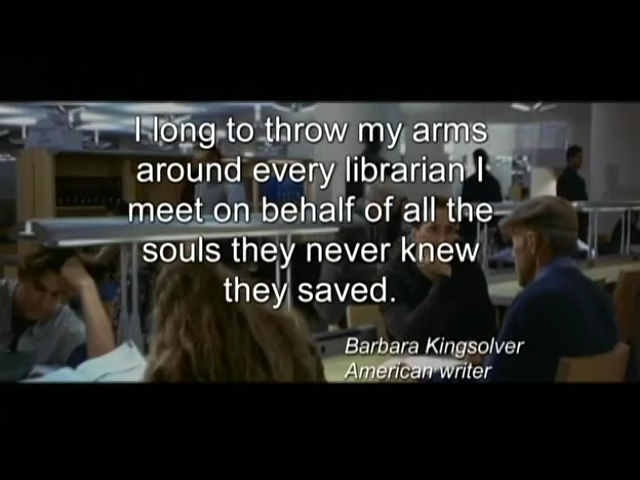 I long to throw my arms
around every librarian I
meet on behalf of all the
souls they never knew
they saved.
Barbara Kingsolver
American writer